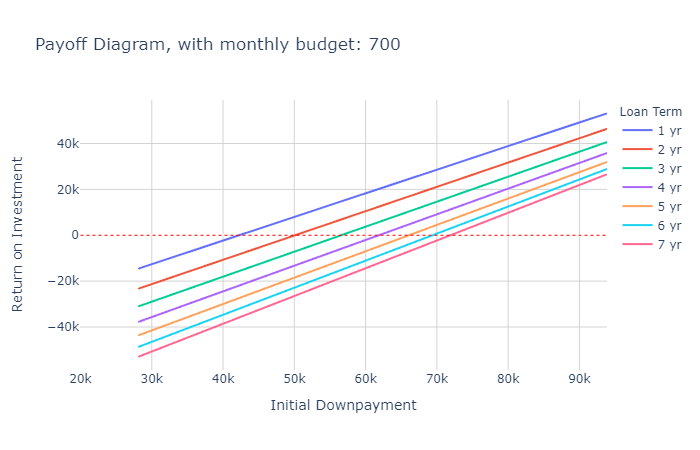 Payoff Diagram, with monthly budget: 700
Loan Term
1 yr
2 yr
3 yr
4 yr
5 yr
6 yr
7 yr
Return on Investment
40k
20k
0
−20k
−40k
20k 30k 40k 50k 60k 70k 80k 90k
Initial Downpayment